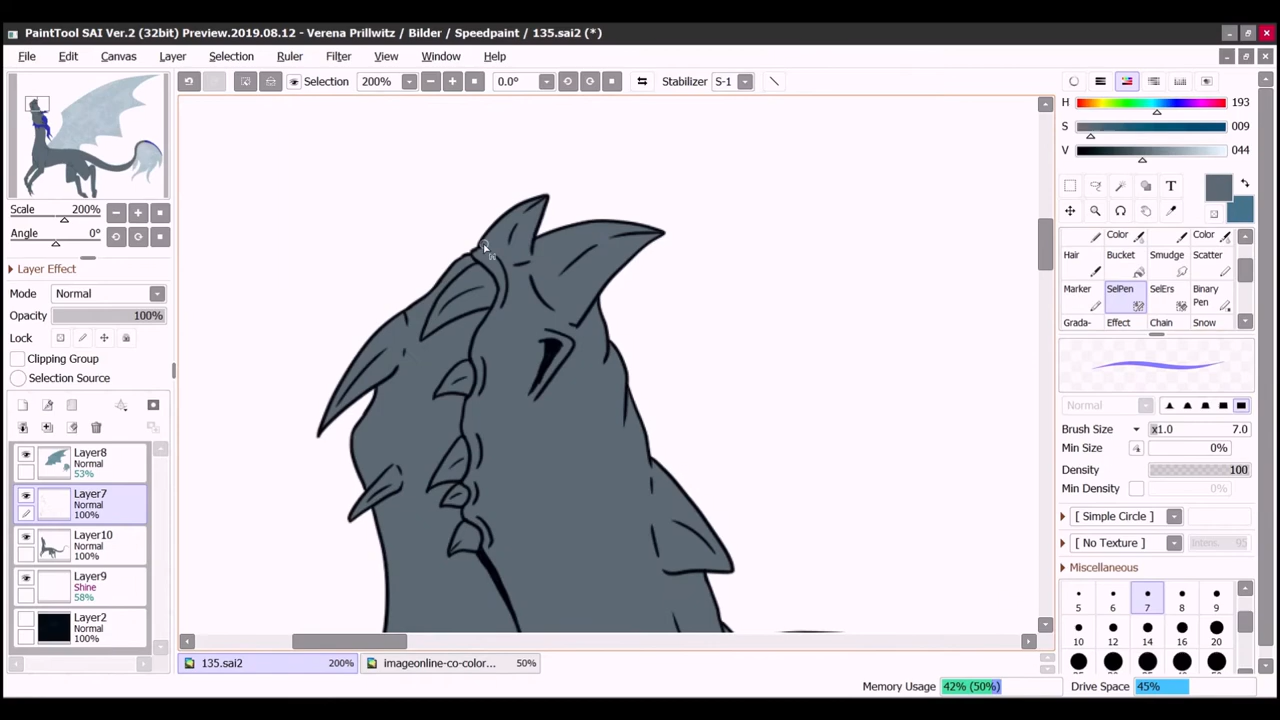 PaintTool SAI Ver.2 (32bit) Preview.2019.08.12 - Verena Prillwitz / Bilder / Speedpaint / 135.sai2 (*)
File Edit Canvas Layer Selection Ruler Filter View Window Help
Selection 200% 0.0° Stabilizer S-1
H 193
S 009
V 044
Scale 200%
Angle 0°
Layer Effect
Mode Normal
Opacity 100%
Lock
Clipping Group
Selection Source
Layer8
Normal
53%
Layer7
Normal
100%
Layer10
Normal
100%
Layer9
Shine
58%
Layer2
Normal
100%
T
Color Color
Hair Bucket Smudge Scatter
Marker SelPen SelErs Binary Pen
Grada- Effect Chain Snow
Normal
Brush Size x1.0 7.0
Min Size 0%
Density 100
Min Density 0%
[ Simple Circle ]
[ No Texture ] Intens. 95
Miscellaneous
5 6 7 8 9
10 12 14 16 20
135.sai2 200% imageonline-co-color... 50%
Memory Usage 42% (50%) Drive Space 45%